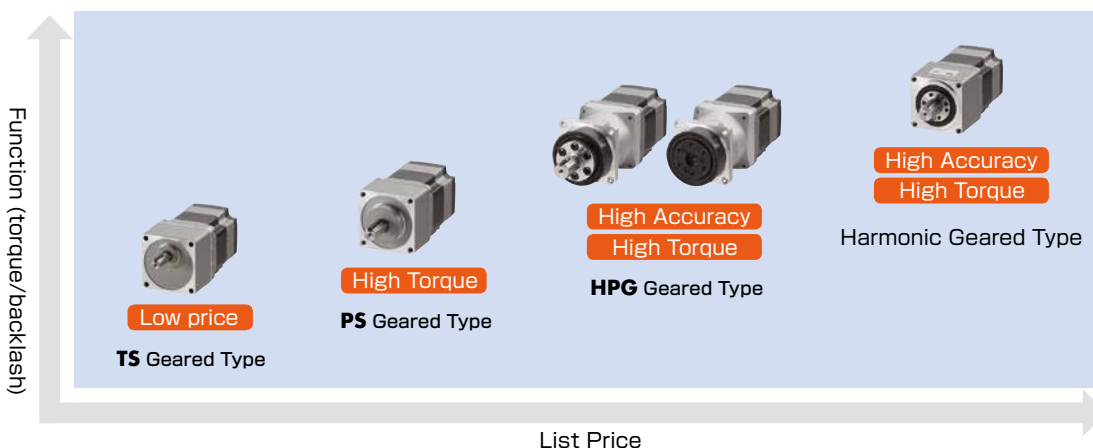 Function (torque/backlash)
High Accuracy
High Torque
Harmonic Geared Type
High Accuracy
High Torque
HPG Geared Type
High Torque
PS Geared Type
Low price
TS Geared Type
List Price